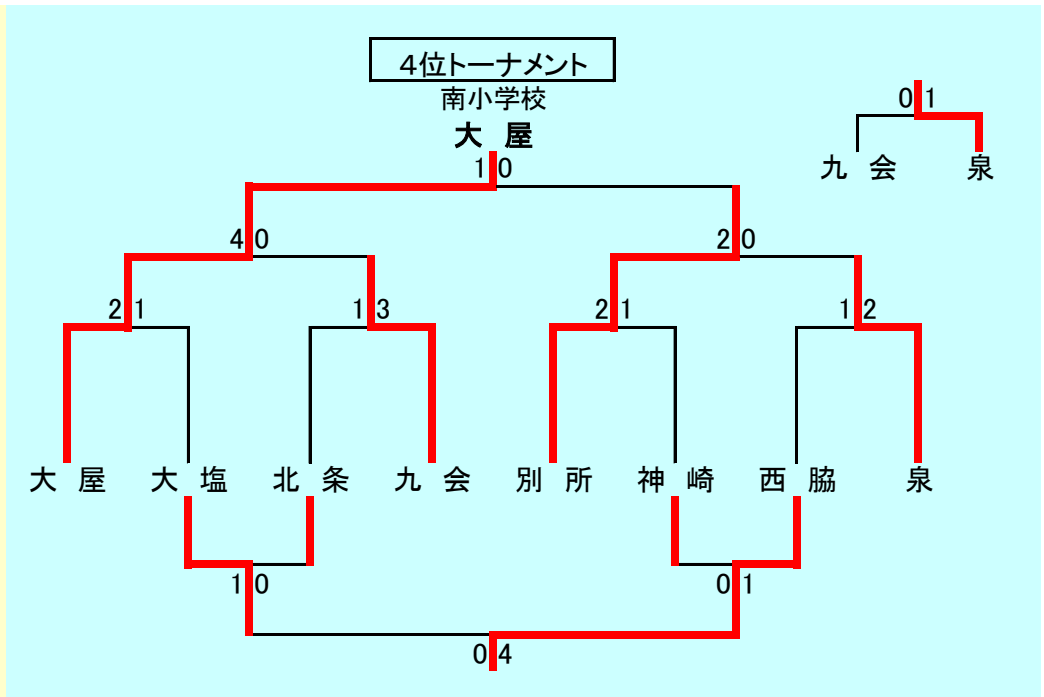 4位トーナメント
南小学校
大屋
0 1
九会 泉
1 0
4 0 2 0
2 1 1 3 2 1 1 2
大屋 大塩 北条 九会 別所 神崎 西脇 泉
1 0 0 1
0 4